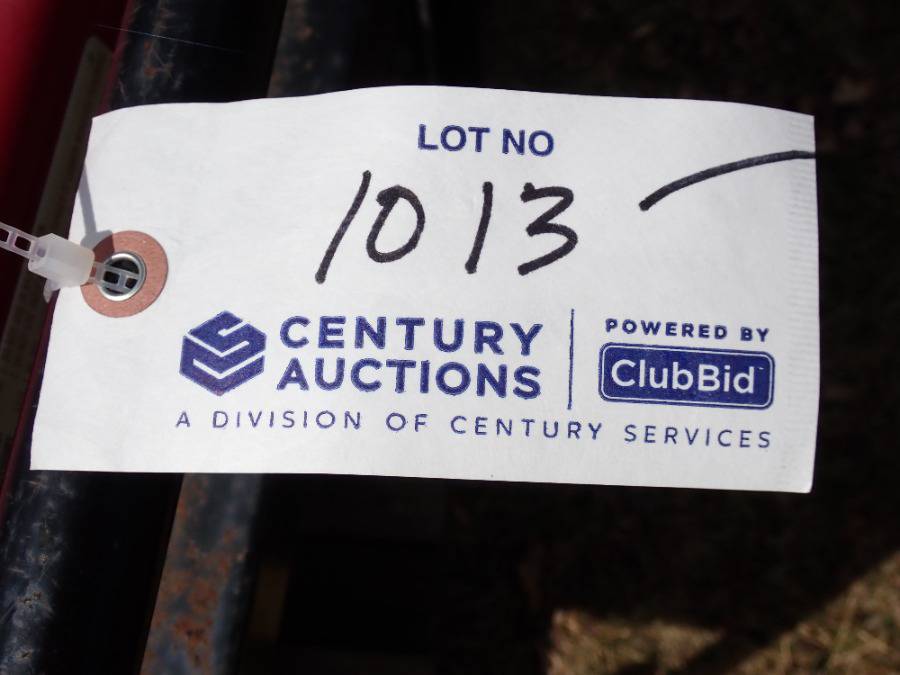 LOT NO
1013
CENTURY AUCTIONS
POWERED BY
ClubBid
A DIVISION OF CENTURY SERVICES